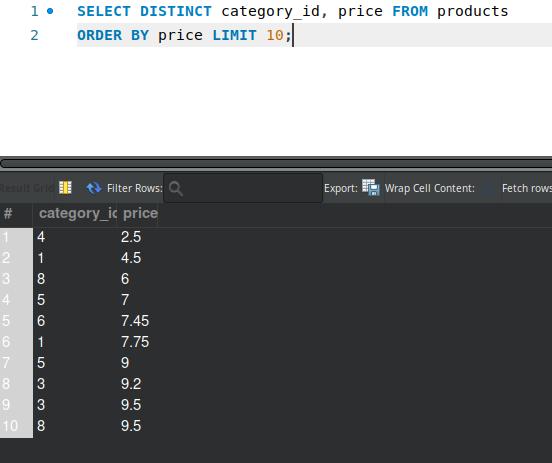 1 SELECT DISTINCT category_id, price FROM products
2 ORDER BY price LIMIT 10;
Result Grid Filter Rows: Export: Wrap Cell Content: Fetch rows
# category_id price
1 4 2.5
2 1 4.5
3 8 6
4 5 7
5 6 7.45
6 1 7.75
7 5 9
8 3 9.2
9 3 9.5
10 8 9.5